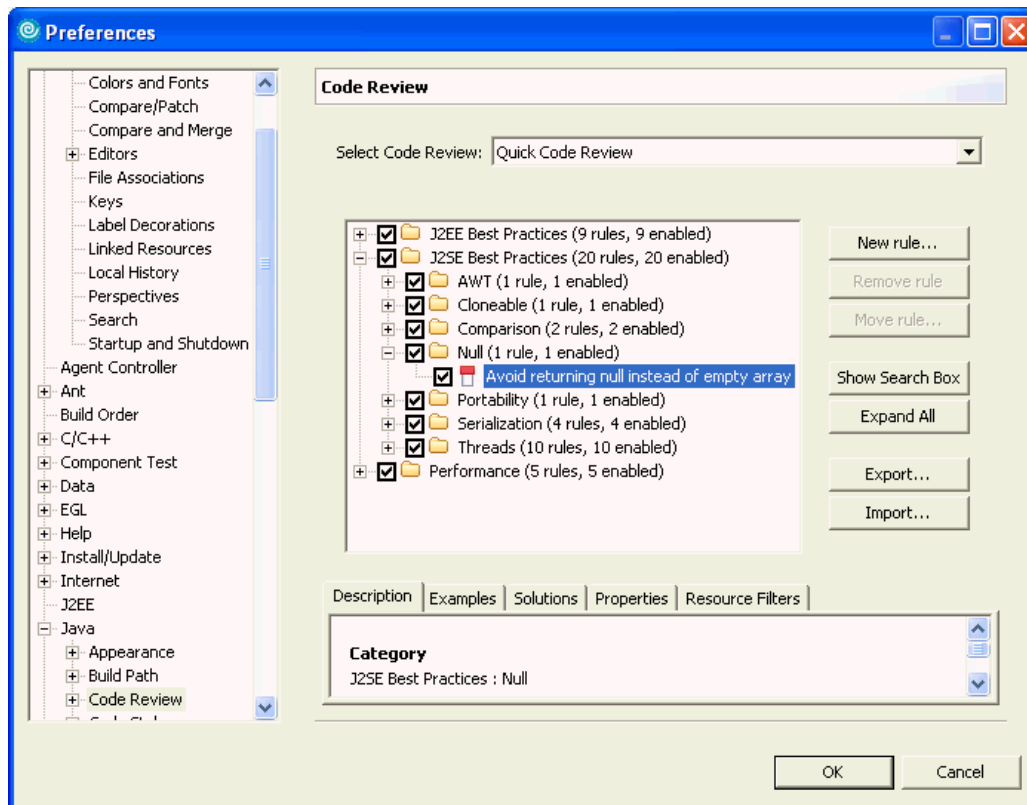 Preferences
Colors and Fonts
Compare/Patch
Compare and Merge
Editors
File Associations
Keys
Label Decorations
Linked Resources
Local History
Perspectives
Search
Startup and Shutdown
Agent Controller
Ant
Build Order
C/C++
Component Test
Data
EGL
Help
Install/Update
Internet
J2EE
Java
Appearance
Build Path
Code Review
Code Review
Select Code Review: Quick Code Review
J2EE Best Practices (9 rules, 9 enabled)
J2SE Best Practices (20 rules, 20 enabled)
AWT (1 rule, 1 enabled)
Cloneable (1 rule, 1 enabled)
Comparison (2 rules, 2 enabled)
Null (1 rule, 1 enabled)
Avoid returning null instead of empty array
Portability (1 rule, 1 enabled)
Serialization (4 rules, 4 enabled)
Threads (10 rules, 10 enabled)
Performance (5 rules, 5 enabled)
New rule...
Remove rule
Move rule...
Show Search Box
Expand All
Export...
Import...
Description Examples Solutions Properties Resource Filters
Category
J2SE Best Practices : Null
OK Cancel